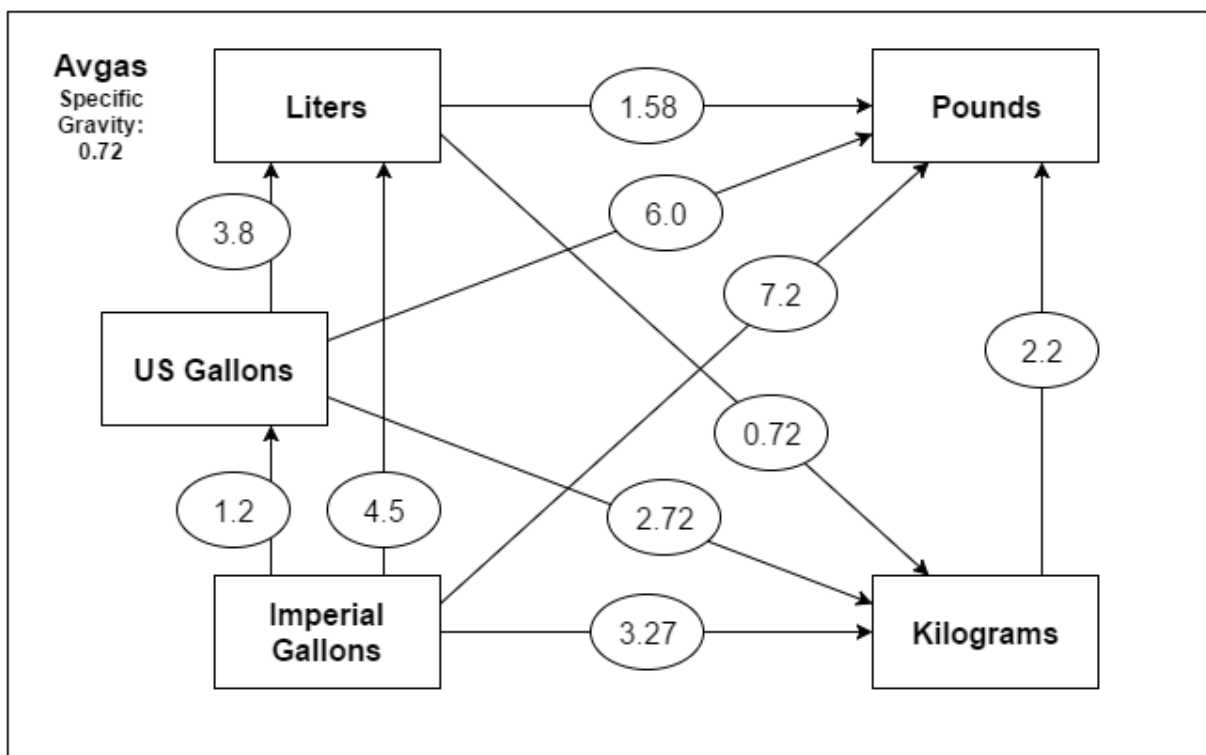 Avgas
Specific
Gravity:
0.72
Liters
1.58
Pounds
3.8
6.0
7.2
US Gallons
2.2
0.72
1.2
4.5
2.72
Imperial
Gallons
3.27
Kilograms